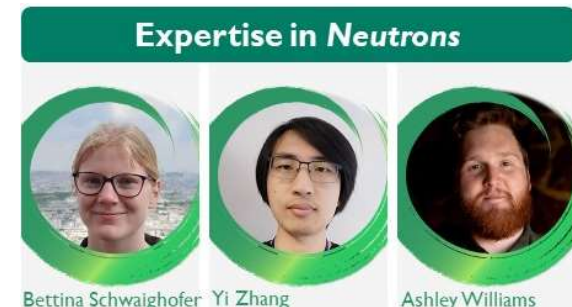 Expertise in Neutrons
Bettina Schwaighofer
Yi Zhang
Ashley Williams